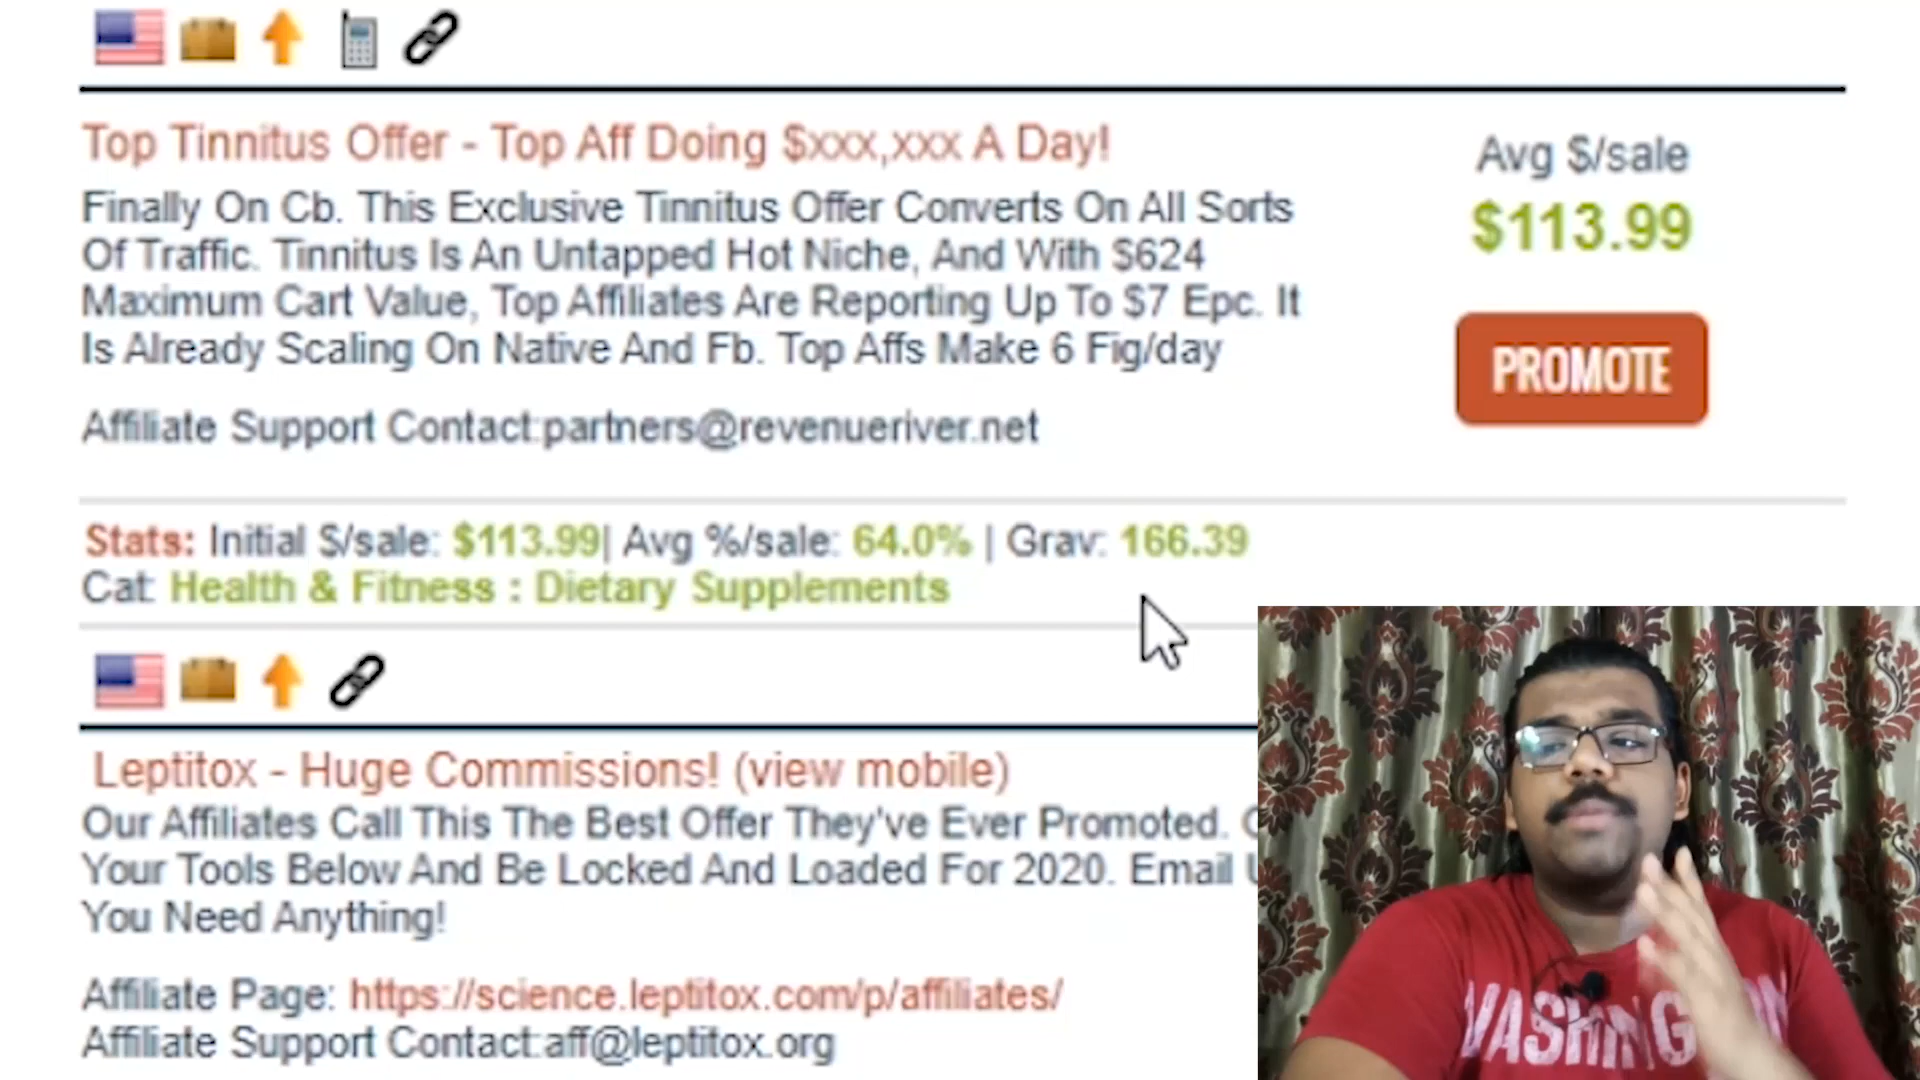 Top Tinnitus Offer - Top Aff Doing $xxx,xxx A Day!
Finally On Cb. This Exclusive Tinnitus Offer Converts On All Sorts
Of Traffic. Tinnitus Is An Untapped Hot Niche, And With $624
Maximum Cart Value, Top Affiliates Are Reporting Up To $7 Epc. It
Is Already Scaling On Native And Fb. Top Affs Make 6 Fig/day
Affiliate Support Contact:partners@revenueriver.net
Avg $/sale
$113.99
PROMOTE
Stats: Initial $/sale: $113.99| Avg %/sale: 64.0% | Grav: 166.39
Cat: Health & Fitness : Dietary Supplements
Leptitox - Huge Commissions! (view mobile)
Our Affiliates Call This The Best Offer They've Ever Promoted.
Your Tools Below And Be Locked And Loaded For 2020. Email
You Need Anything!
Affiliate Page: https://science.leptitox.com/p/affiliates/
Affiliate Support Contact:aff@leptitox.org